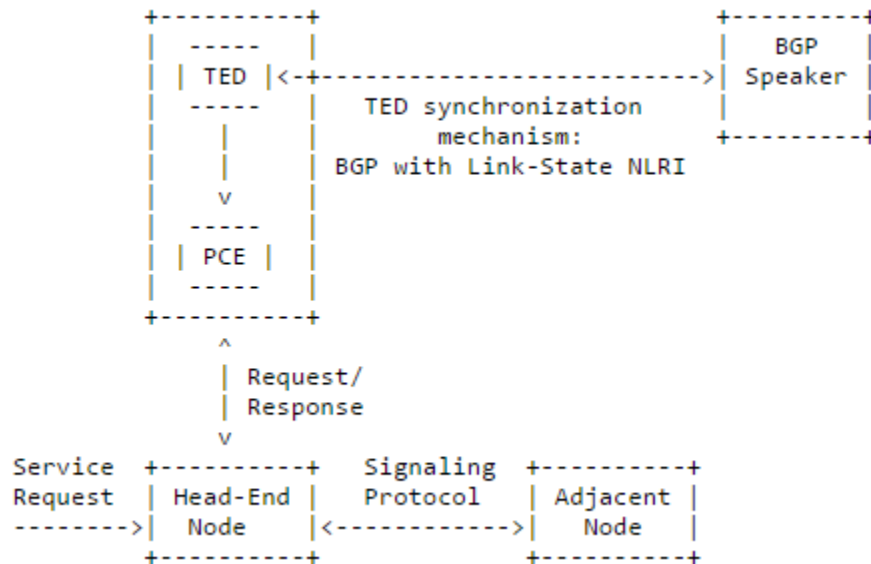 BGP
TED Speaker
TED synchronization
mechanism:
BGP with Link-State NLRI
PCE
Request/
Response
Service Signaling
Request Head-End Protocol Adjacent
Node Node